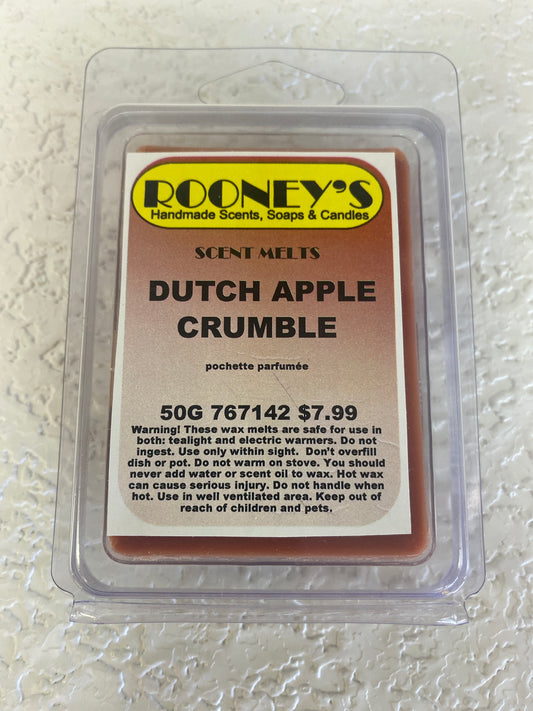 ROONEY'S
Handmade Scents, Soaps & Candles
SCENT MELTS
DUTCH APPLE
CRUMBLE
pochette parfumée
50G 767142 $7.99
Warning! These wax melts are safe for use in
both: tealight and electric warmers. Do not
ingest. Use only within sight. Don't overfill
dish or pot. Do not warm on stove. You should
never add water or scent oil to wax. Hot wax
can cause serious injury. Do not handle when
hot. Use in well ventilated area. Keep out of
reach of children and pets.